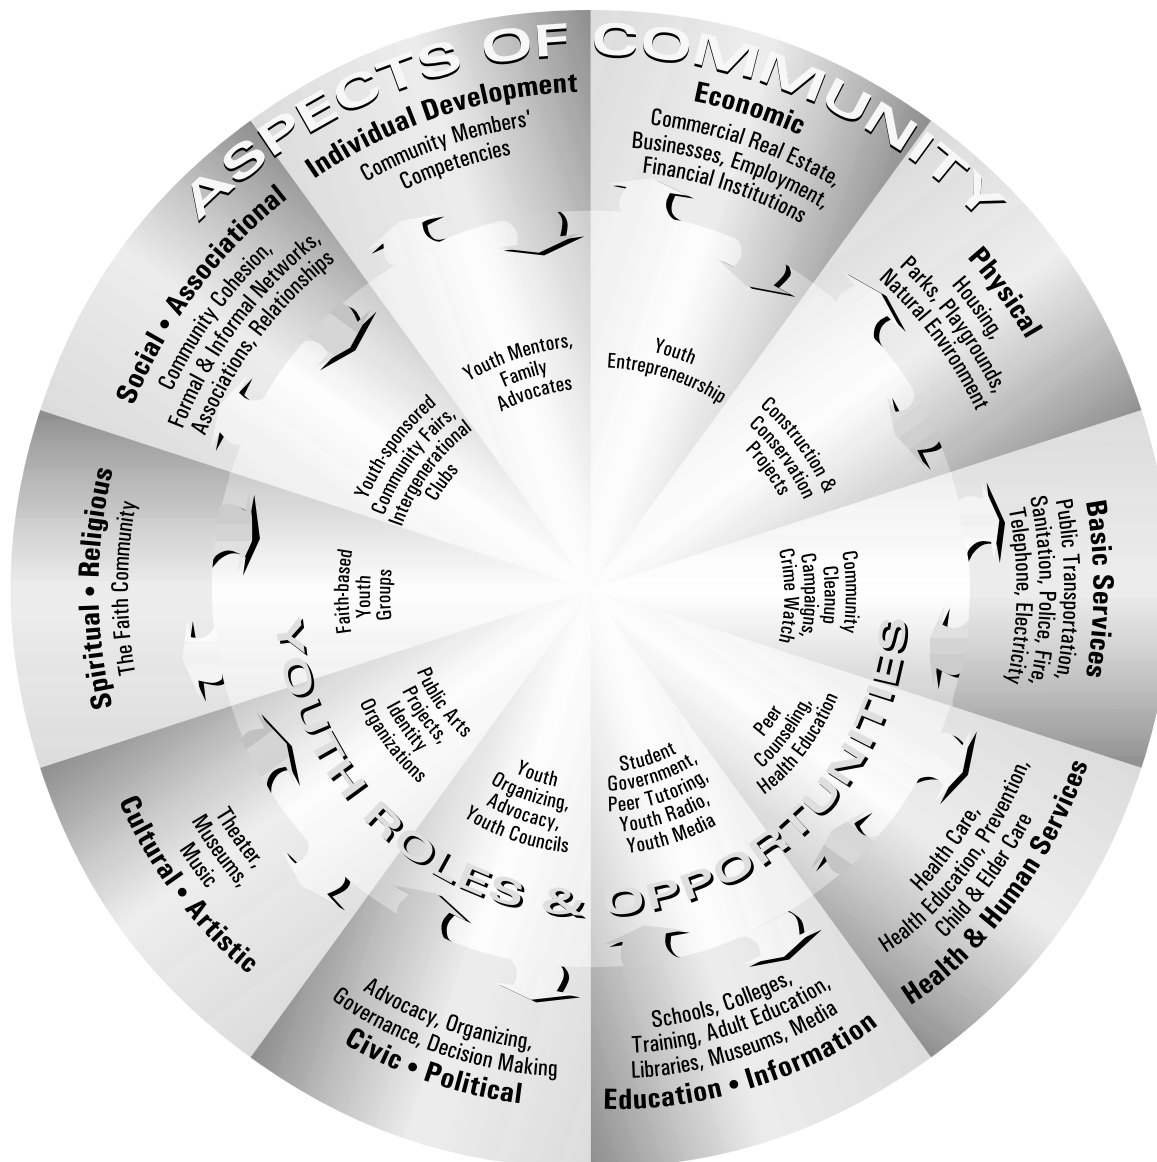 ASPECTS OF COMMUNITY
Individual Development
Community Members'
Competencies
Youth Mentors,
Family
Advocates
Economic
Commercial Real Estate,
Businesses, Employment,
Financial Institutions
Youth
Entrepreneurship
Physical
Housing,
Parks, Playgrounds,
Natural Environment
Construction &
Conservation
Projects
Basic Services
Public Transportation,
Sanitation, Police, Fire,
Telephone, Electricity
Community
Cleanup
Campaigns,
Crime Watch
Peer
Counseling,
Health Education
Health Care,
Health Education, Prevention,
Child & Elder Care
Health & Human Services
Student
Government,
Peer Tutoring,
Youth Radio,
Youth Media
Schools, Colleges,
Training, Adult Education,
Libraries, Museums, Media
Education • Information
Youth
Organizing,
Advocacy,
Youth Councils
Advocacy, Organizing,
Governance, Decision Making
Civic • Political
Public Arts
Projects,
Identity
Organizations
Theater,
Museums,
Music
Cultural • Artistic
Spiritual • Religious
The Faith Community
Faith-based
Youth
Groups
Social • Associational
Community Cohesion,
Formal & Informal Networks,
Associations, Relationships
Youth-sponsored
Community Fairs,
Intergenerational
Clubs
YOUTH ROLES & OPPORTUNITIES